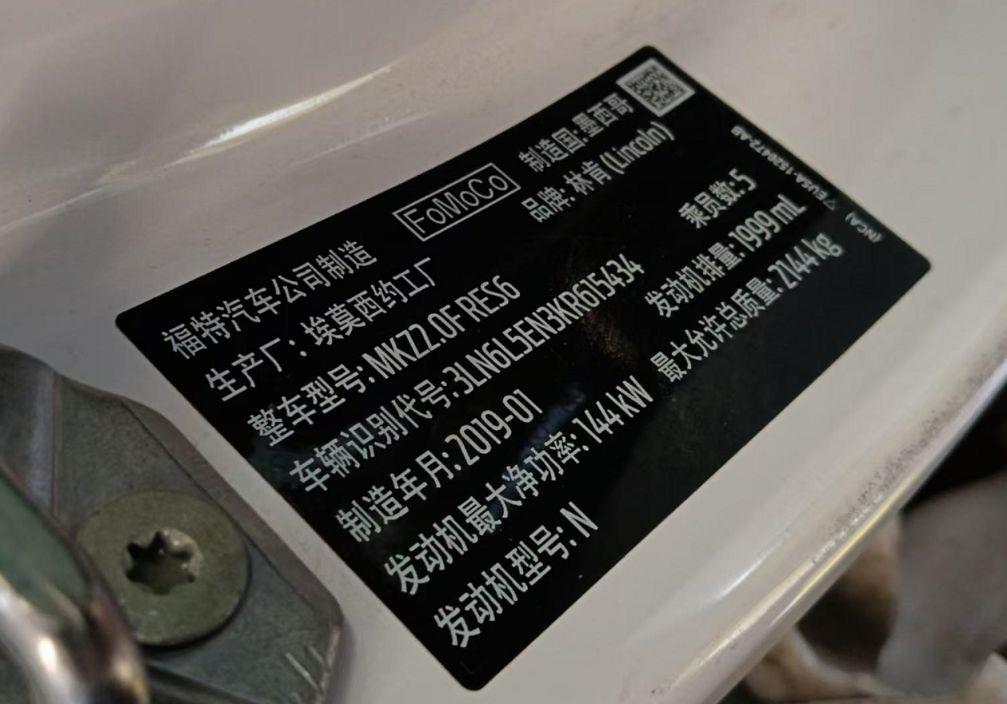 福特汽车公司制造 FoMoCo 制造国: 墨西哥
生产厂: 埃莫西约工厂 品牌: 林肯 (Lincoln)
整车型号: MKZ2.0F RES6
车辆识别代号: 3LN6L5EN3KR615434 乘员数: 5
制造年月: 2019-01 发动机排量: 1999 mL
发动机最大净功率: 144 kW 最大允许总质量: 2144 kg
发动机型号: N
(NCA)